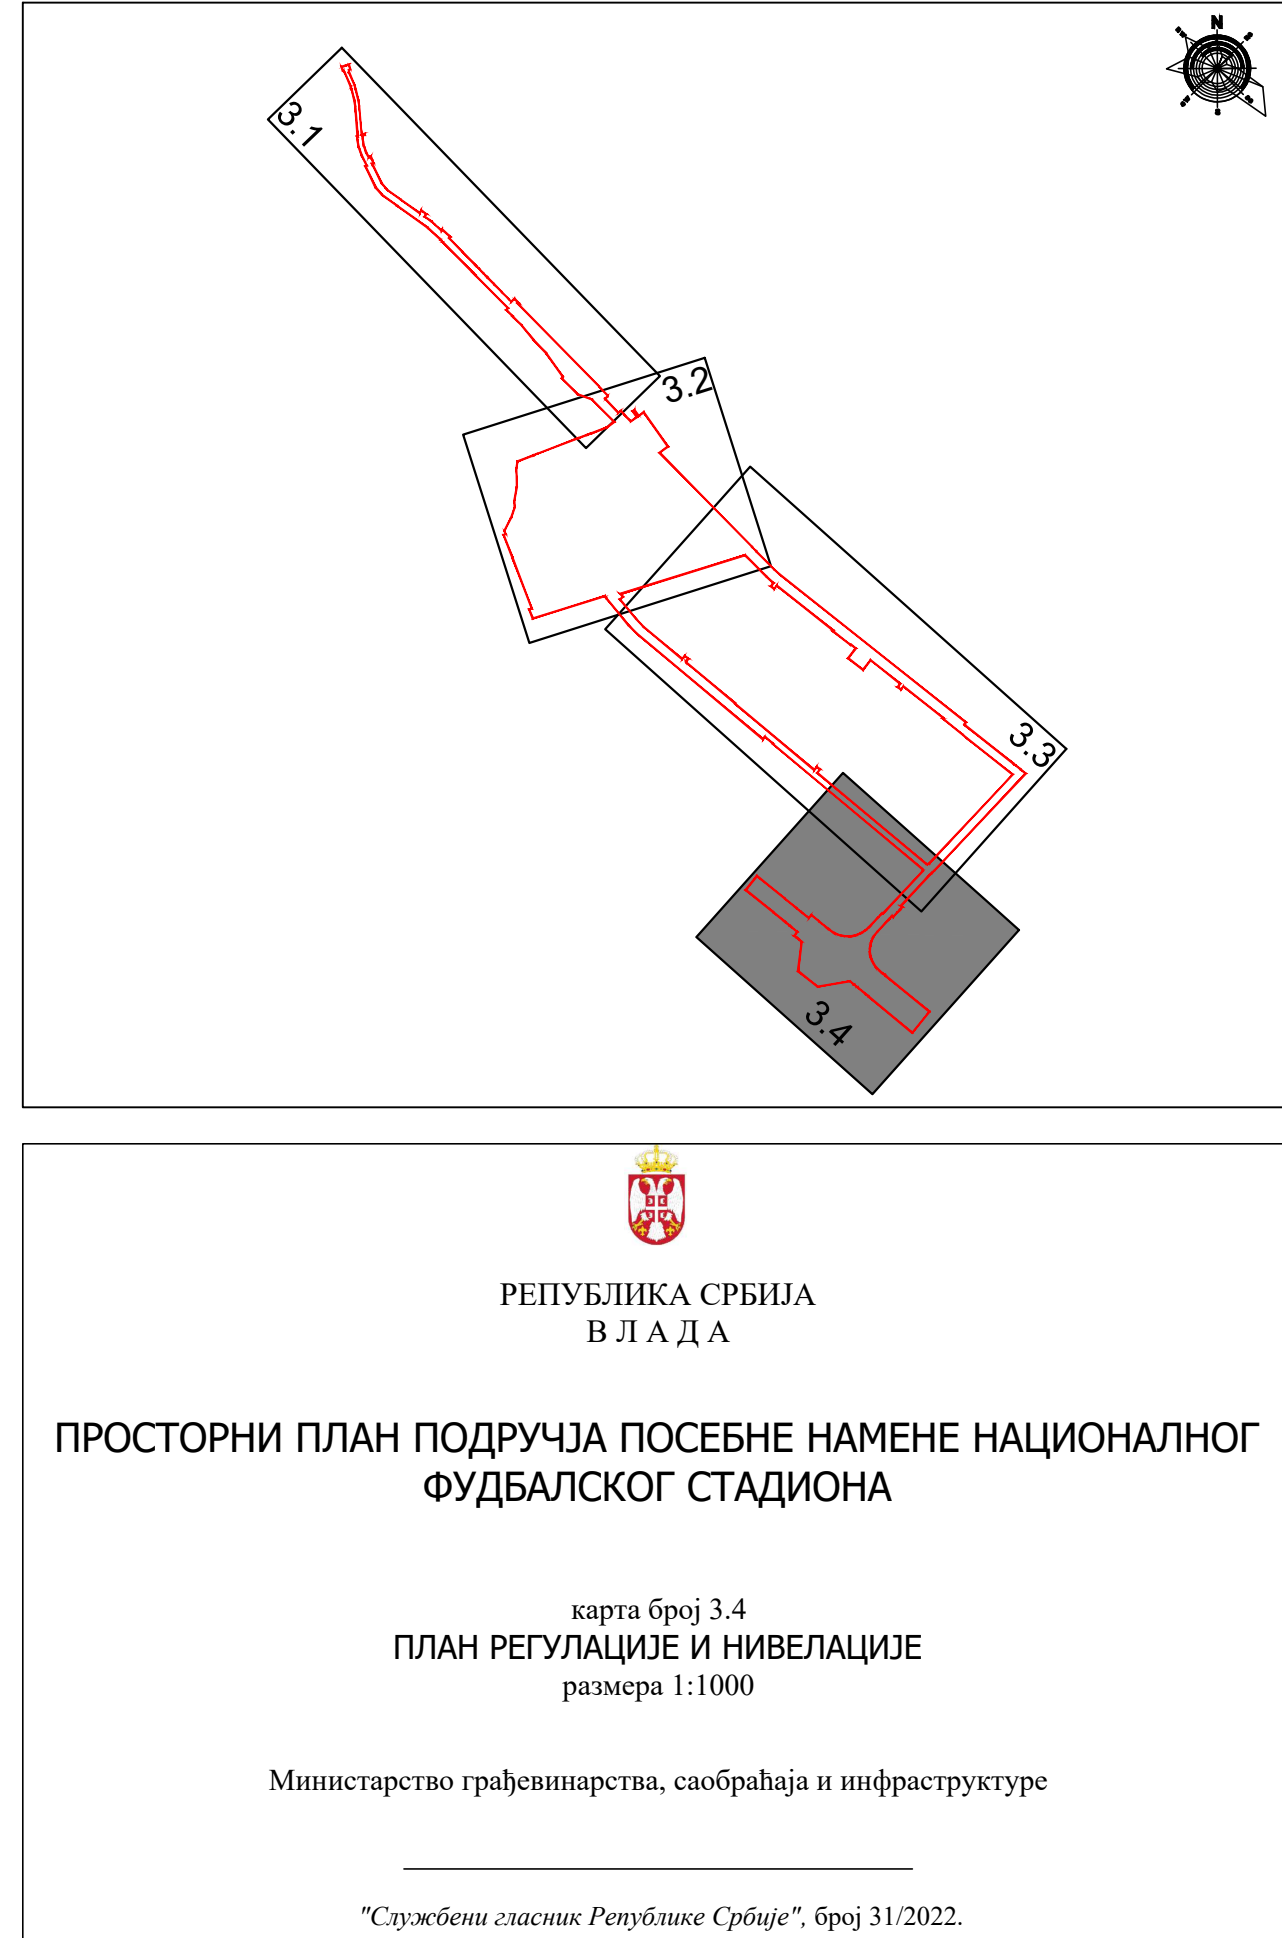 N
3.1
3.2
3.3
3.4
РЕПУБЛИКА СРБИЈА
В Л А Д А
ПРОСТОРНИ ПЛАН ПОДРУЧЈА ПОСЕБНЕ НАМЕНЕ НАЦИОНАЛНОГ
ФУДБАЛСКОГ СТАДИОНА
карта број 3.4
ПЛАН РЕГУЛАЦИЈЕ И НИВЕЛАЦИЈЕ
размера 1:1000
Министарство грађевинарства, саобраћаја и инфраструктуре
"Службени гласник Републике Србије", број 31/2022.